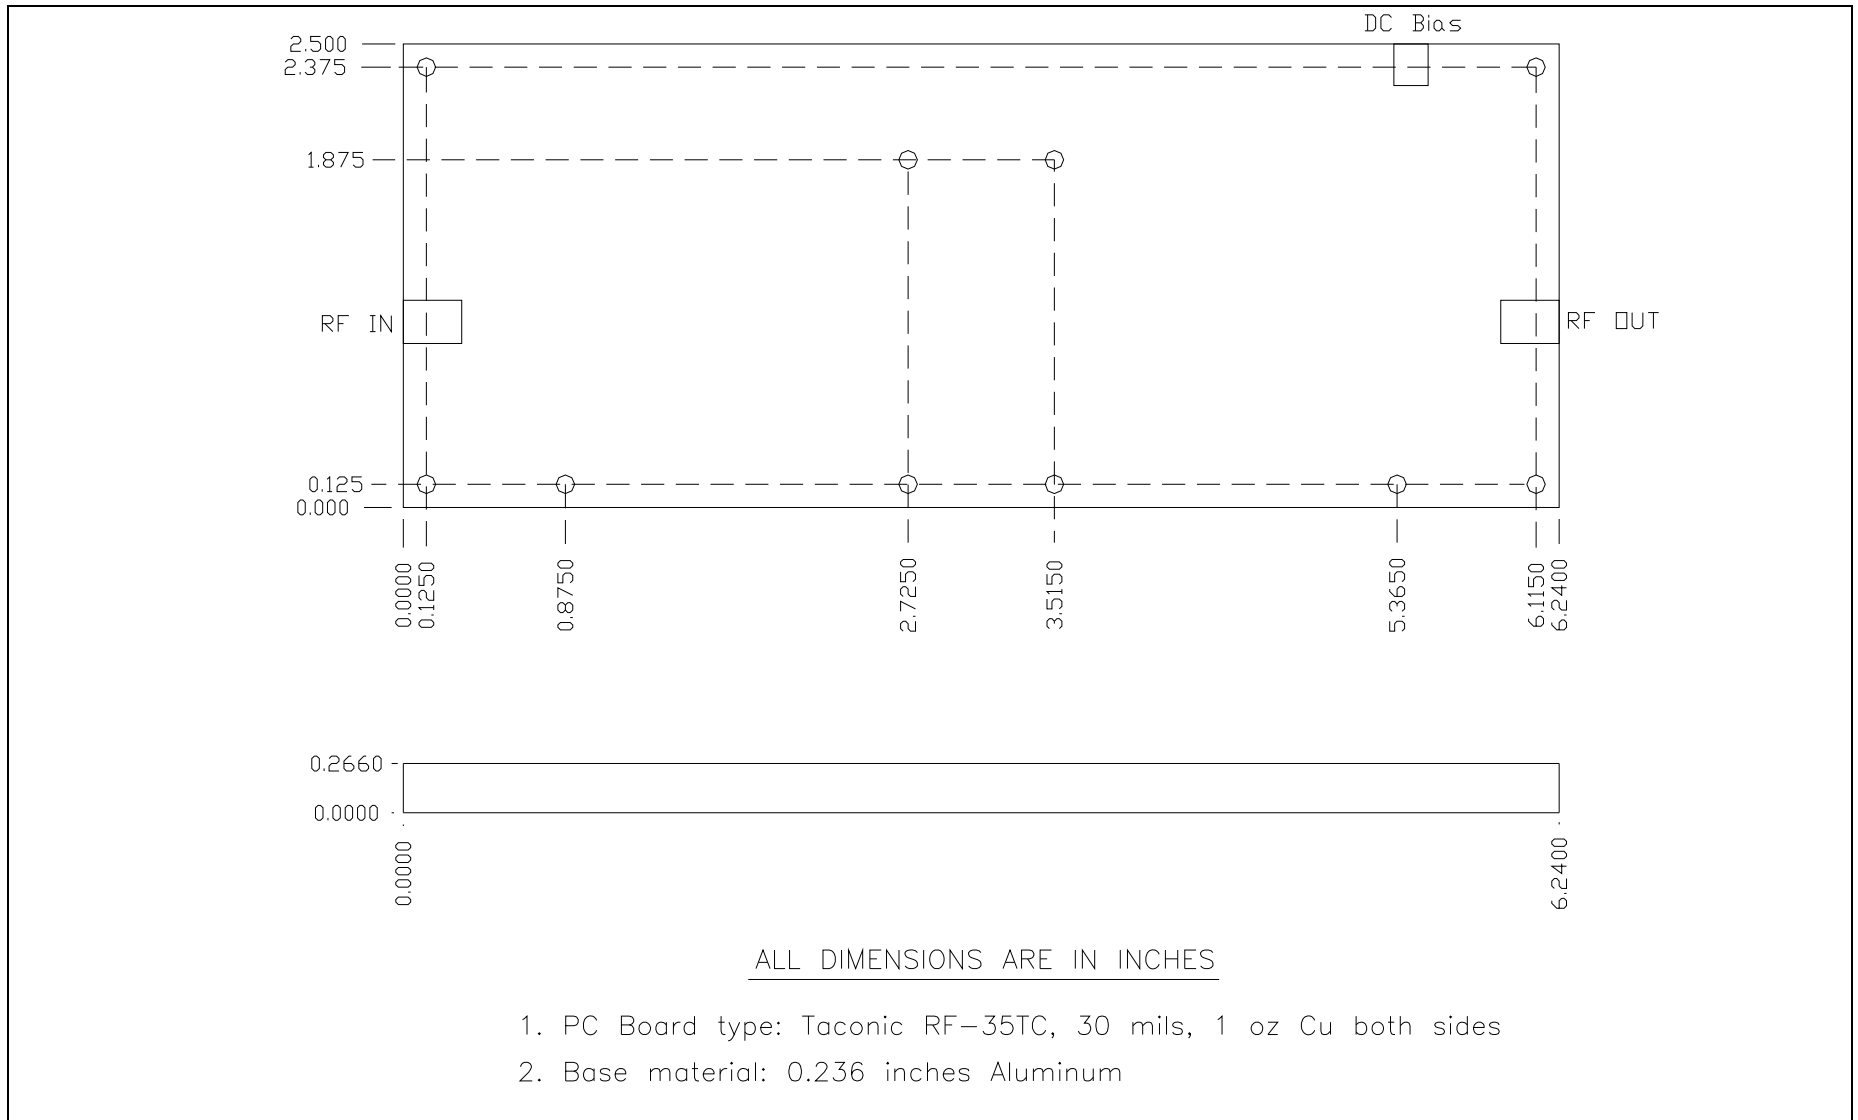 DC Bias
2.500
2.375
1.875
RF IN
RF OUT
0.125
0.000
0.0000
0.1250
0.8750
2.7250
3.5150
5.3650
6.1150
6.2400
0.2660
0.0000
0.0000
6.2400
ALL DIMENSIONS ARE IN INCHES
1. PC Board type: Taconic RF-35TC, 30 mils, 1 oz Cu both sides
2. Base material: 0.236 inches Aluminum